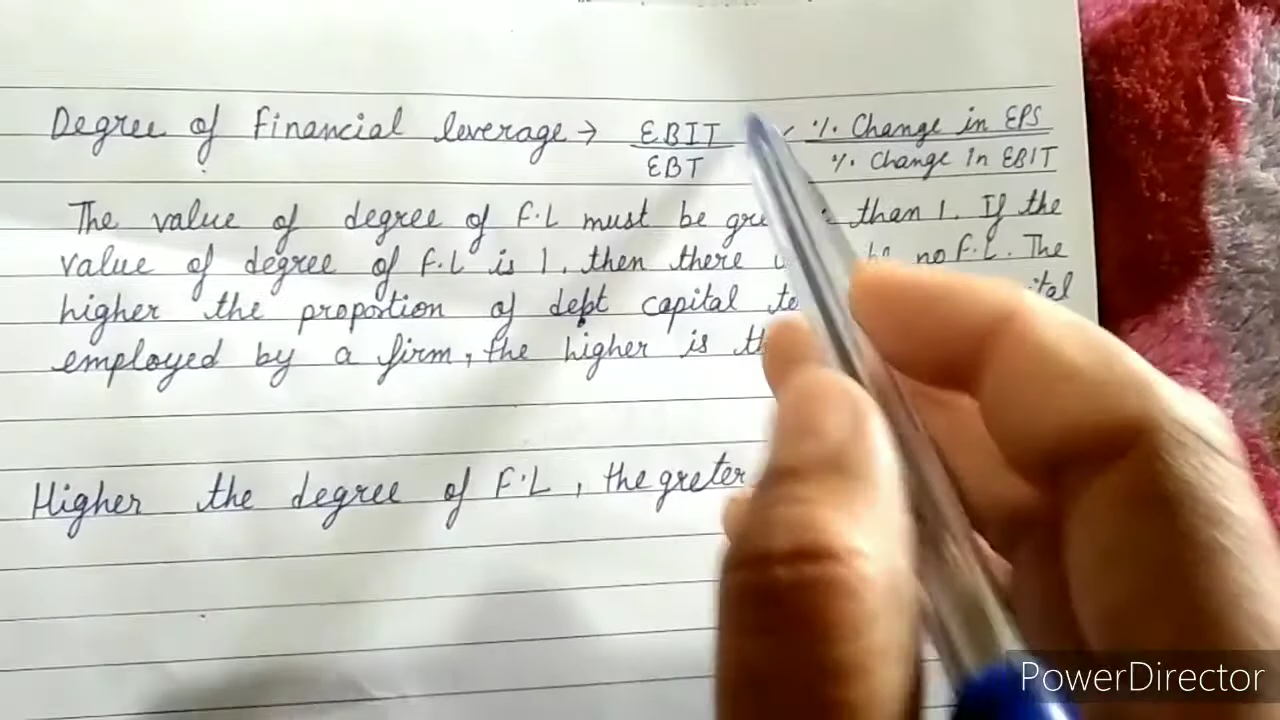 Degree of Financial leverage → EBIT / EBT % Change in EPS / % Change in EBIT
The value of degree of F.L must be than 1. If the
value of degree of F.L is 1, then there no F.L. The
higher the proportion of dept capital
employed by a firm, the higher is
Higher the degree of F.L, the greter
PowerDirector